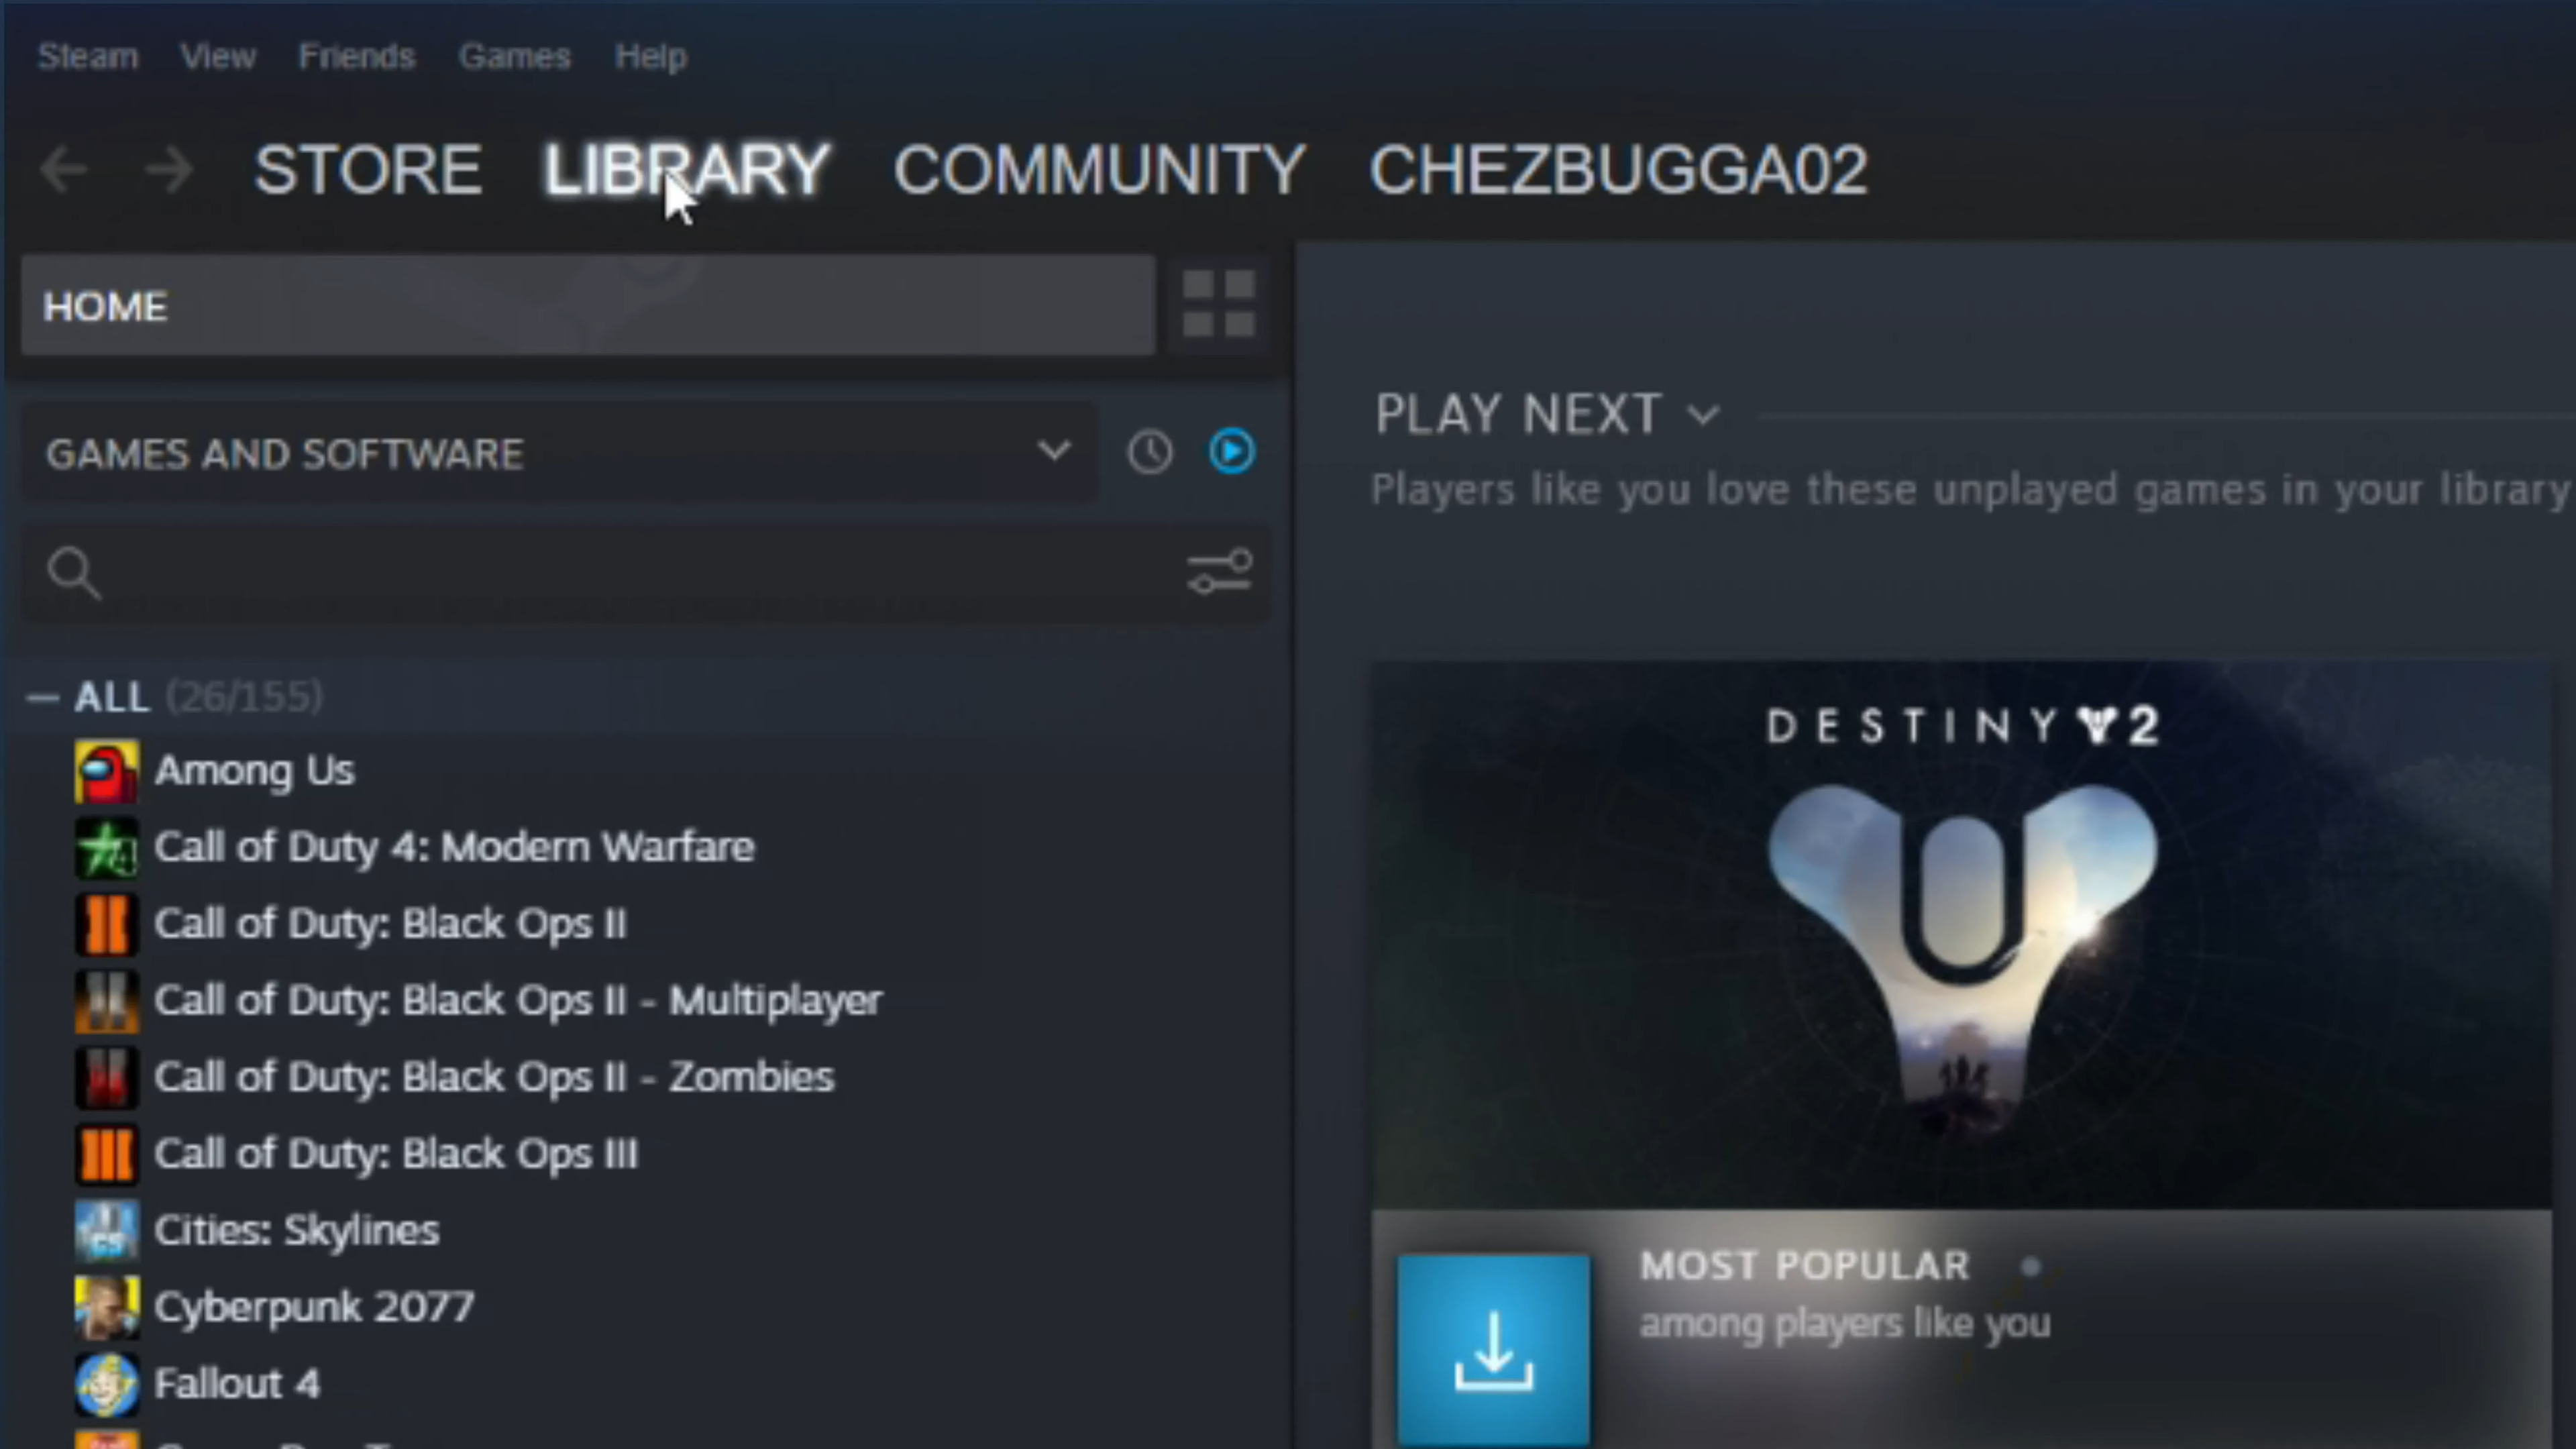 Steam View Friends Games Help
STORE LIBRARY COMMUNITY CHEZBUGGA02
HOME
GAMES AND SOFTWARE
— ALL (26/155)
Among Us
Call of Duty 4: Modern Warfare
Call of Duty: Black Ops II
Call of Duty: Black Ops II - Multiplayer
Call of Duty: Black Ops II - Zombies
Call of Duty: Black Ops III
Cities: Skylines
Cyberpunk 2077
Fallout 4
PLAY NEXT
Players like you love these unplayed games in your library
DESTINY 2
MOST POPULAR
among players like you